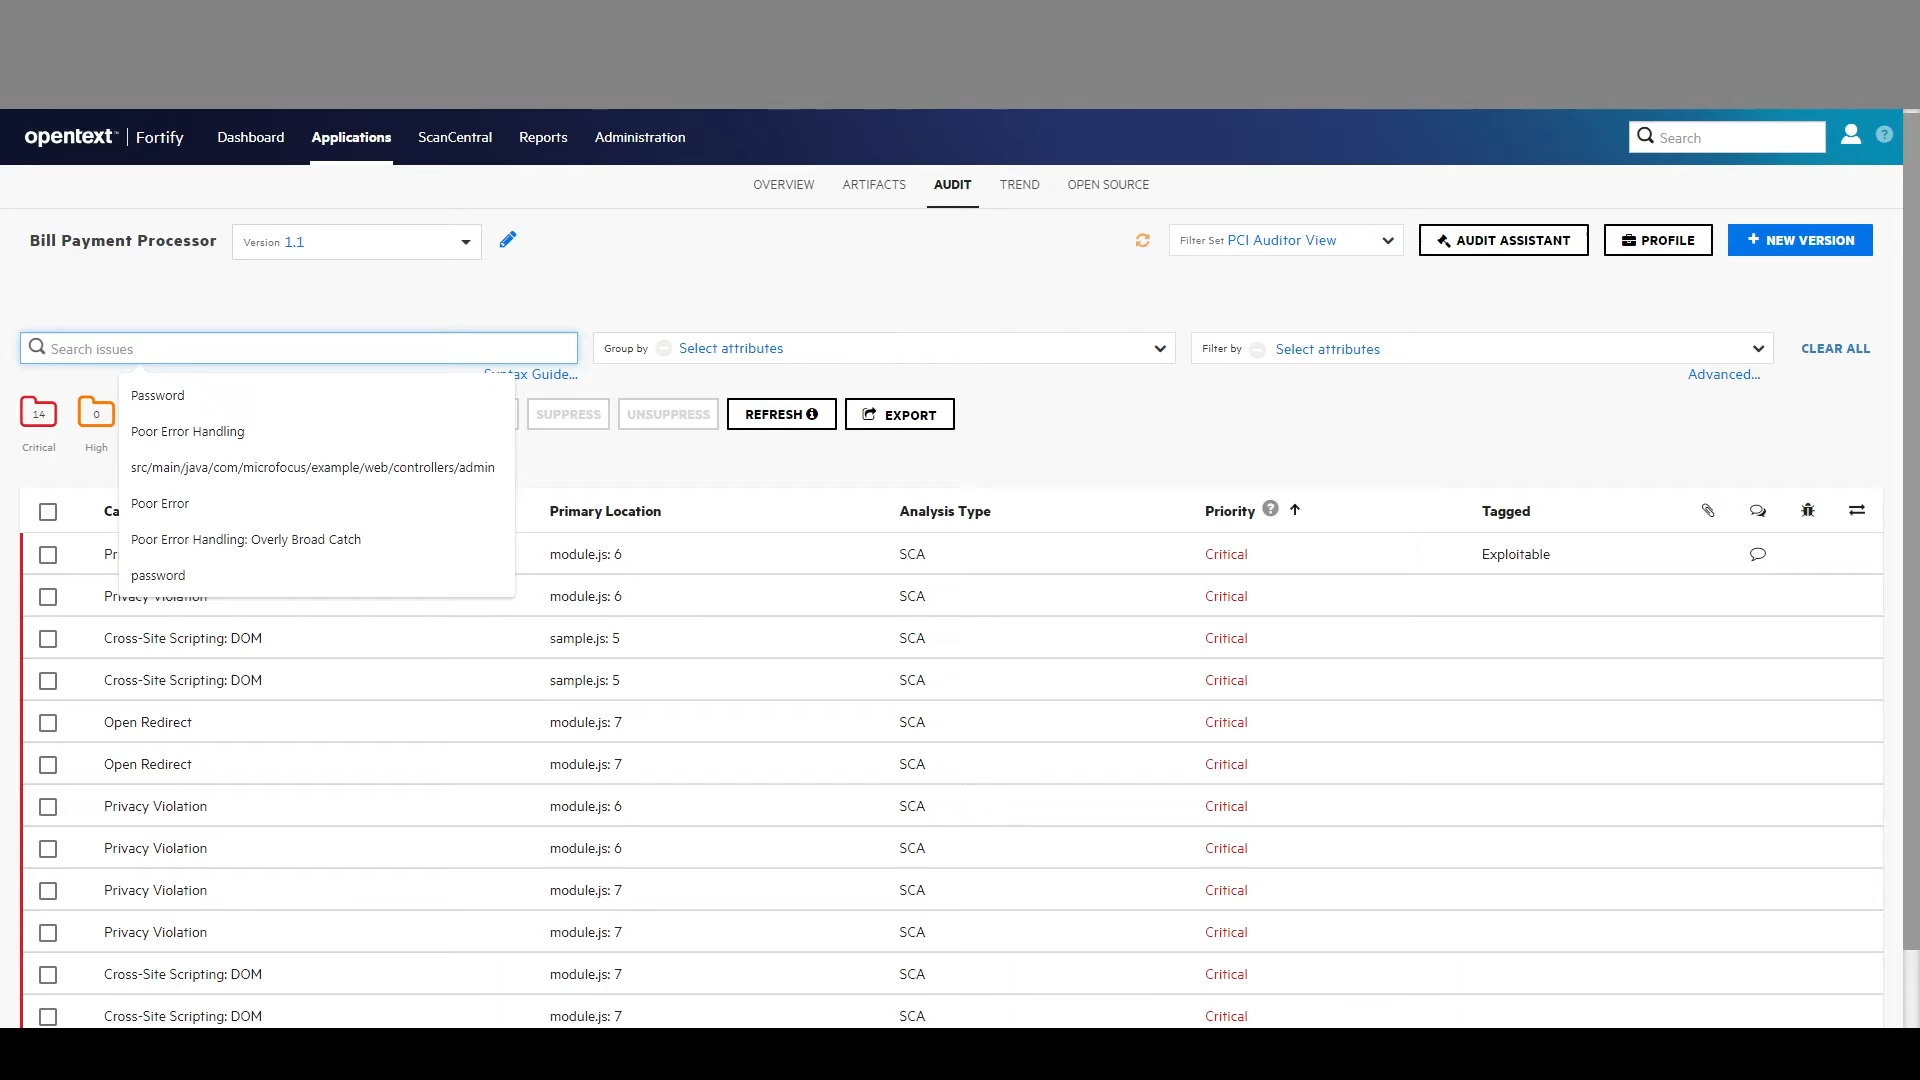 opentext™ | Fortify Dashboard Applications ScanCentral Reports Administration Search ?
OVERVIEW ARTIFACTS AUDIT TREND OPEN SOURCE
Bill Payment Processor Version 1.1 Filter Set PCI Auditor View AUDIT ASSISTANT PROFILE + NEW VERSION
Search issues Group by Select attributes Filter by Select attributes CLEAR ALL
Syntax Guide... Advanced...
Password
14 0 SUPPRESS UNSUPPRESS REFRESH EXPORT
Poor Error Handling
Critical High
src/main/java/com/microfocus/example/web/controllers/admin
Poor Error
Ca Primary Location Analysis Type Priority ? Tagged
Poor Error Handling: Overly Broad Catch
Pr module.js: 6 SCA Critical Exploitable
password
Privacy Violation module.js: 6 SCA Critical
Cross-Site Scripting: DOM sample.js: 5 SCA Critical
Cross-Site Scripting: DOM sample.js: 5 SCA Critical
Open Redirect module.js: 7 SCA Critical
Open Redirect module.js: 7 SCA Critical
Privacy Violation module.js: 6 SCA Critical
Privacy Violation module.js: 6 SCA Critical
Privacy Violation module.js: 7 SCA Critical
Privacy Violation module.js: 7 SCA Critical
Cross-Site Scripting: DOM module.js: 7 SCA Critical
Cross-Site Scripting: DOM module.js: 7 SCA Critical